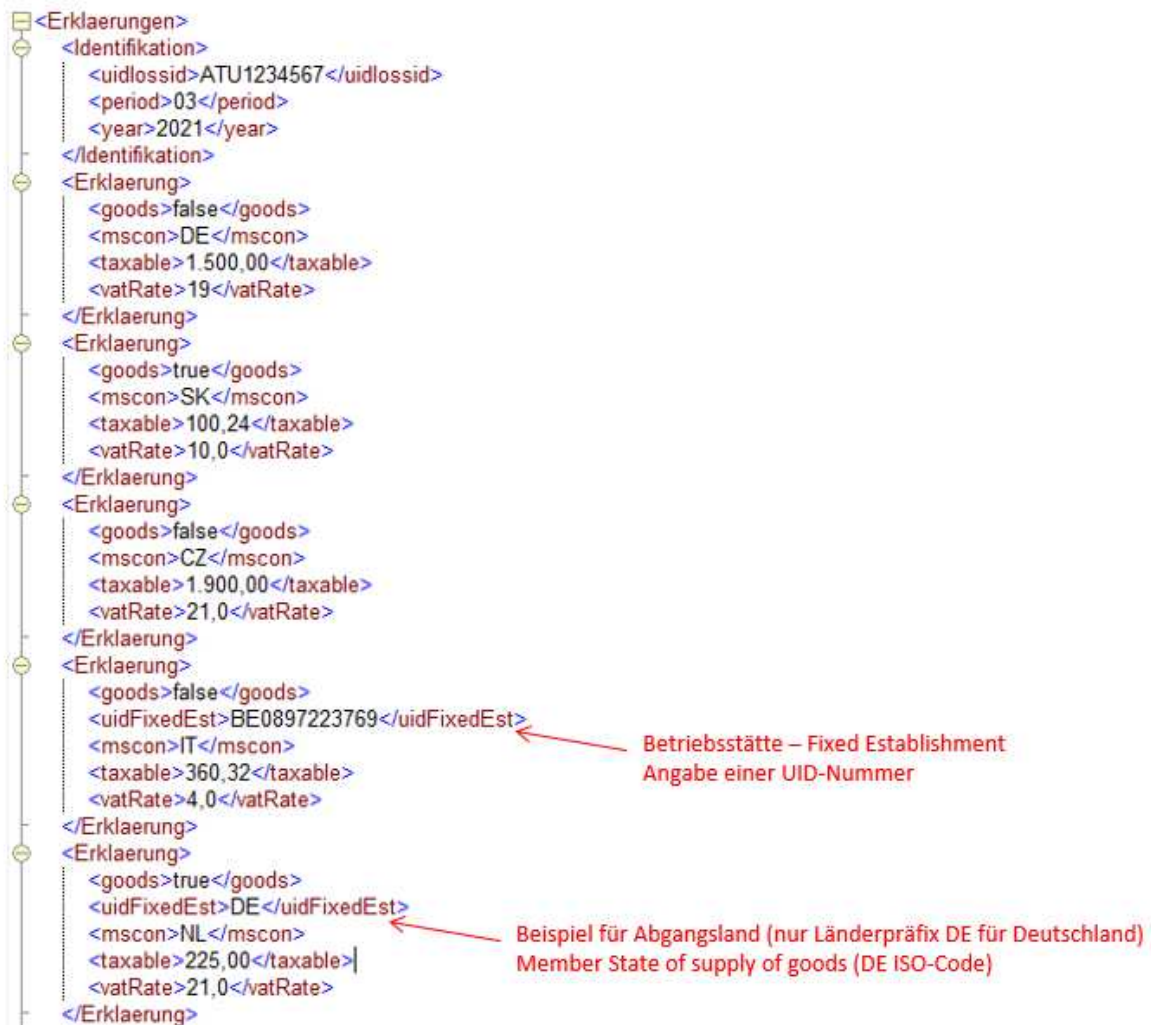 <Erklaerungen>
<Identifikation>
<uidIossid>ATU1234567</uidIossid>
<period>03</period>
<year>2021</year>
</Identifikation>
<Erklaerung>
<goods>false</goods>
<mscon>DE</mscon>
<taxable>1.500,00</taxable>
<vatRate>19</vatRate>
</Erklaerung>
<Erklaerung>
<goods>true</goods>
<mscon>SK</mscon>
<taxable>100,24</taxable>
<vatRate>10,0</vatRate>
</Erklaerung>
<Erklaerung>
<goods>false</goods>
<mscon>CZ</mscon>
<taxable>1.900,00</taxable>
<vatRate>21,0</vatRate>
</Erklaerung>
<Erklaerung>
<goods>false</goods>
<uidFixedEst>BE0897223769</uidFixedEst>
<mscon>IT</mscon>
<taxable>360,32</taxable>
<vatRate>4,0</vatRate>
</Erklaerung>
Betriebsstätte – Fixed Establishment
Angabe einer UID-Nummer
<Erklaerung>
<goods>true</goods>
<uidFixedEst>DE</uidFixedEst>
<mscon>NL</mscon>
<taxable>225,00</taxable>
<vatRate>21,0</vatRate>
</Erklaerung>
Beispiel für Abgangsland (nur Länderpräfix DE für Deutschland)
Member State of supply of goods (DE ISO-Code)